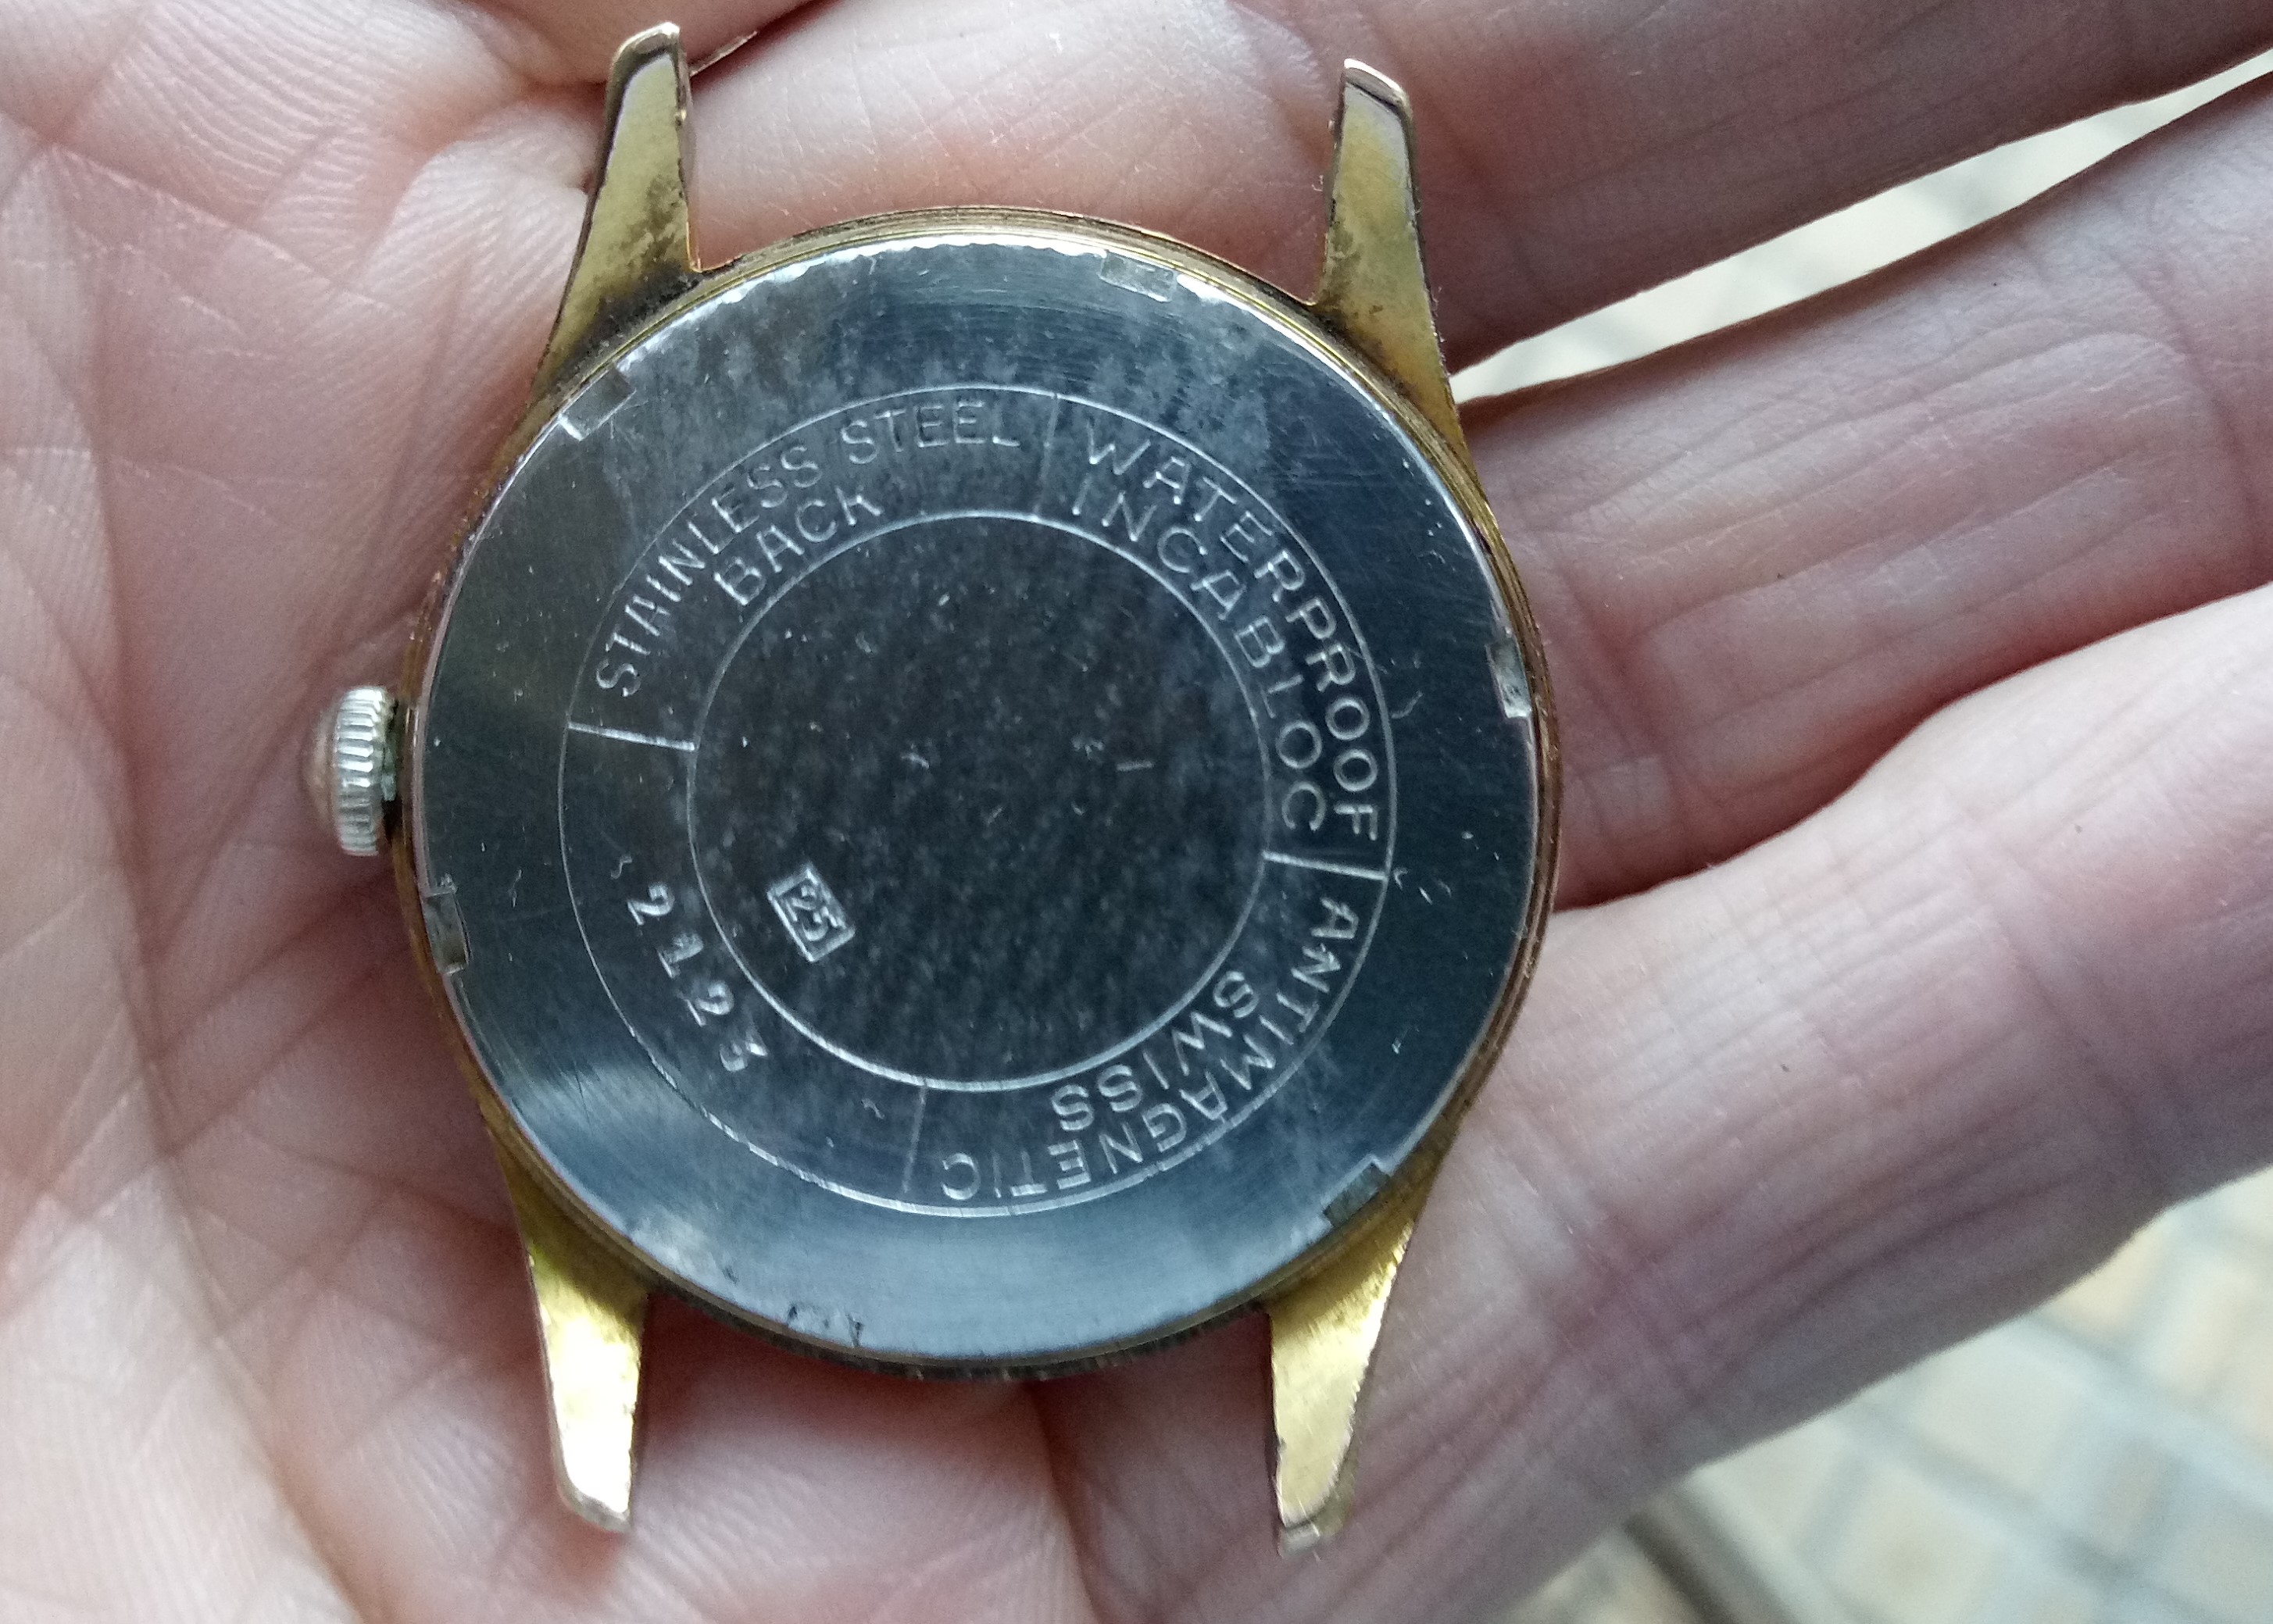 STAINLESS STEEL
BACK
WATERPROOF
INCABLOC
ANTIMAGNETIC
SWISS
2123
25